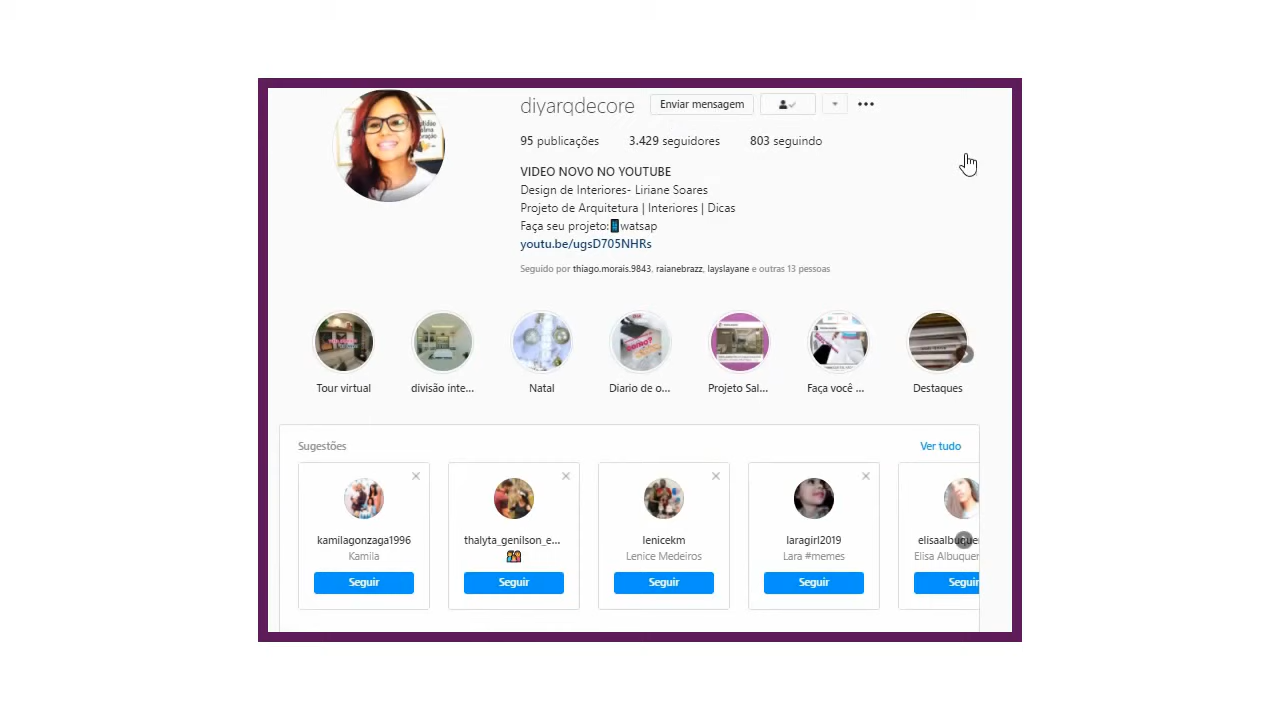 diyarqdecore Enviar mensagem
95 publicações 3.429 seguidores 803 seguindo
VIDEO NOVO NO YOUTUBE
Design de Interiores- Liriane Soares
Projeto de Arquitetura | Interiores | Dicas
Faça seu projeto:📱watsap
youtu.be/ugsD705NHRs
Seguido por thiago.morais.9843, raianebrazz, layslayane e outras 13 pessoas
Tour virtual divisão inte... Natal Diario de o... Projeto Sal... Faça você ... Destaques
Sugestões Ver tudo
kamilagonzaga1996 thalyta_genilson_e... lenicekm laragirl2019 elisaalbuque
Kamila Lenice Medeiros Lara #memes Elisa Albuquer
Seguir Seguir Seguir Seguir Seguir